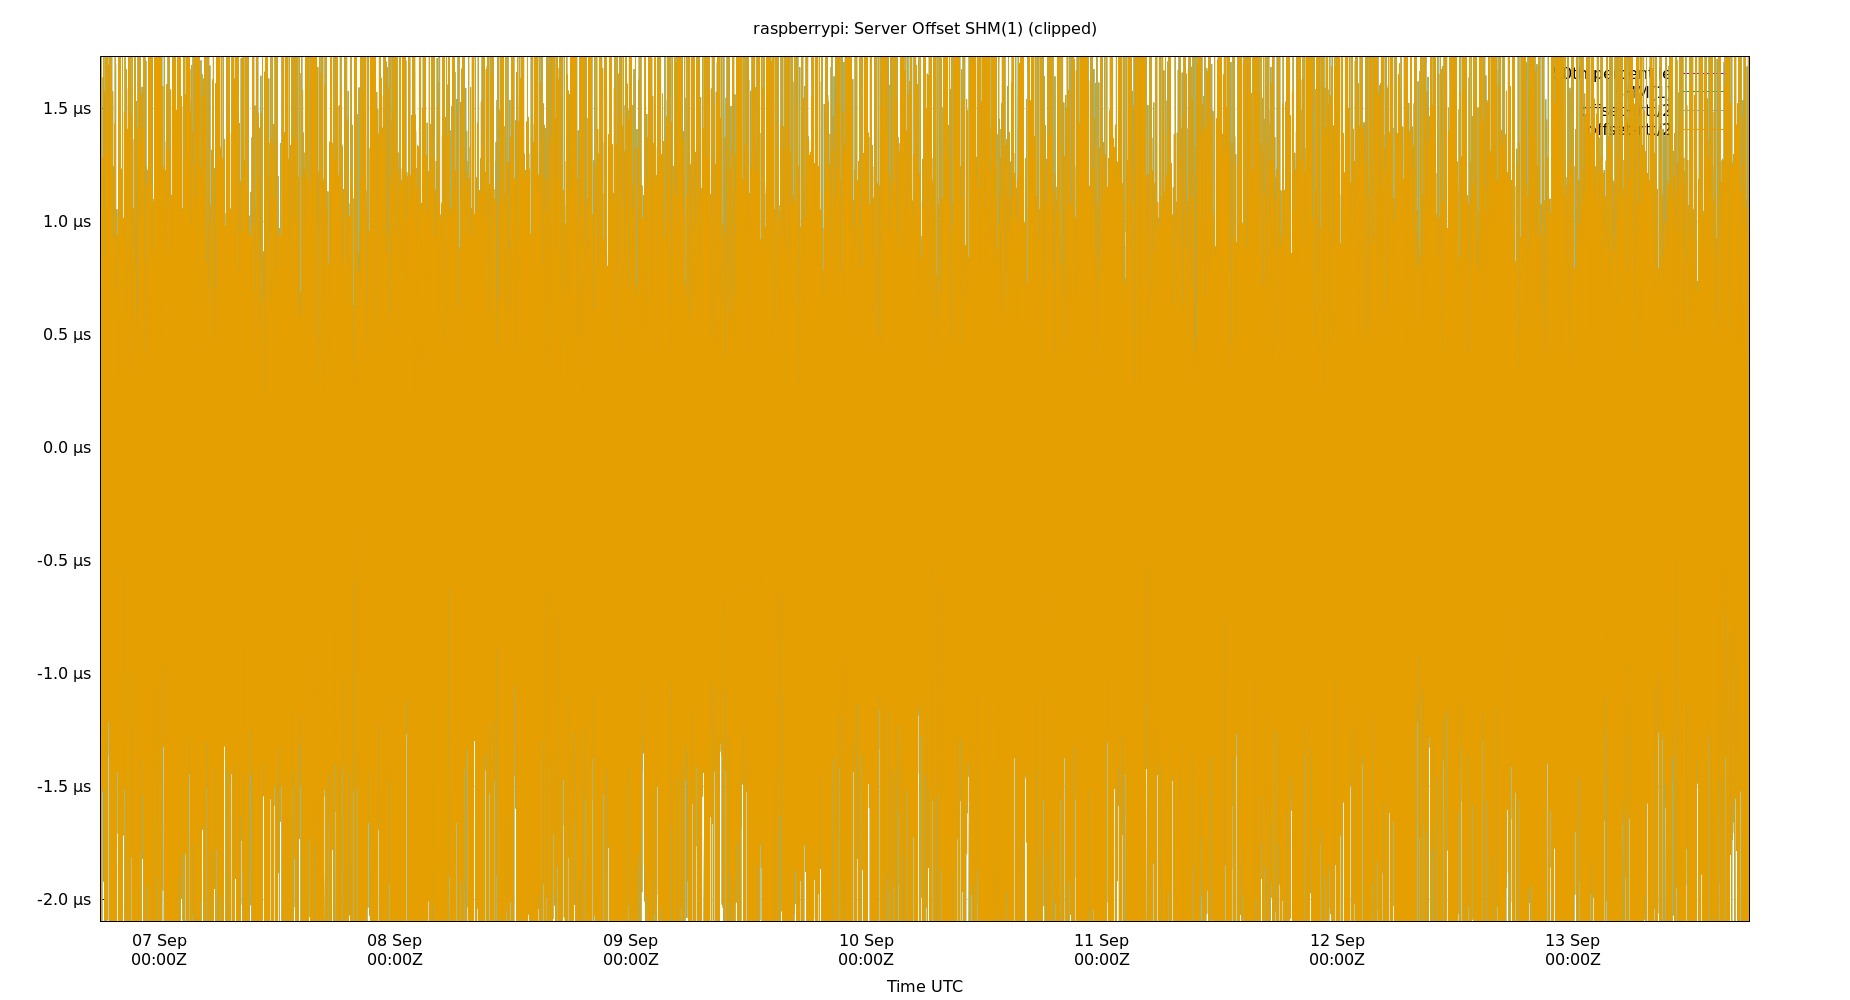 raspberrypi: Server Offset SHM(1) (clipped)
1.5 µs
1.0 µs
0.5 µs
0.0 µs
-0.5 µs
-1.0 µs
-1.5 µs
-2.0 µs
07 Sep 08 Sep 09 Sep 10 Sep 11 Sep 12 Sep 13 Sep
00:00Z 00:00Z 00:00Z 00:00Z 00:00Z 00:00Z 00:00Z
Time UTC